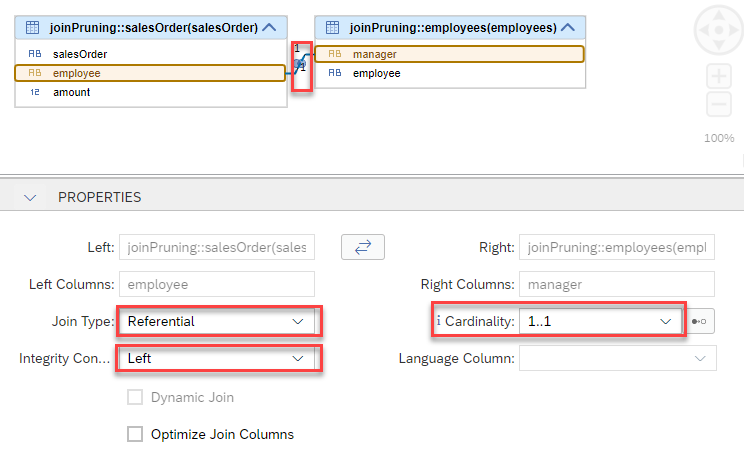 joinPruning::salesOrder(salesOrder)
AB salesOrder
AB employee
12 amount
1
1
joinPruning::employees(employees)
AB manager
AB employee
100%
PROPERTIES
Left: joinPruning::salesOrder(sales
Right: joinPruning::employees(empl
Left Columns: employee
Right Columns: manager
Join Type: Referential
i Cardinality: 1..1
Integrity Con... Left
Language Column:
Dynamic Join
Optimize Join Columns